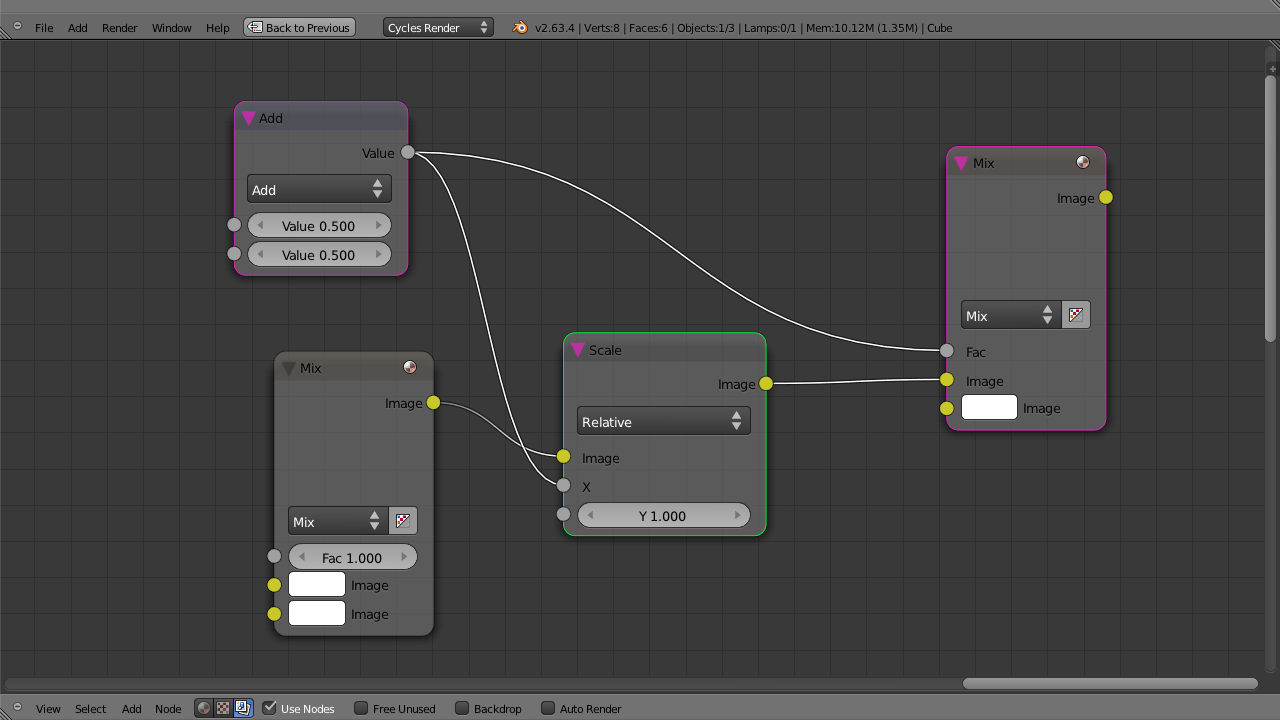 File Add Render Window Help Back to Previous Cycles Render v2.63.4 | Verts:8 | Faces:6 | Objects:1/3 | Lamps:0/1 | Mem:10.12M (1.35M) | Cube
Add
Value
Add
Value 0.500
Value 0.500
Mix
Image
Mix
Fac 1.000
Image
Image
Scale
Image
Relative
Image
X
Y 1.000
Mix
Image
Mix
Fac
Image
Image
View Select Add Node Use Nodes Free Unused Backdrop Auto Render